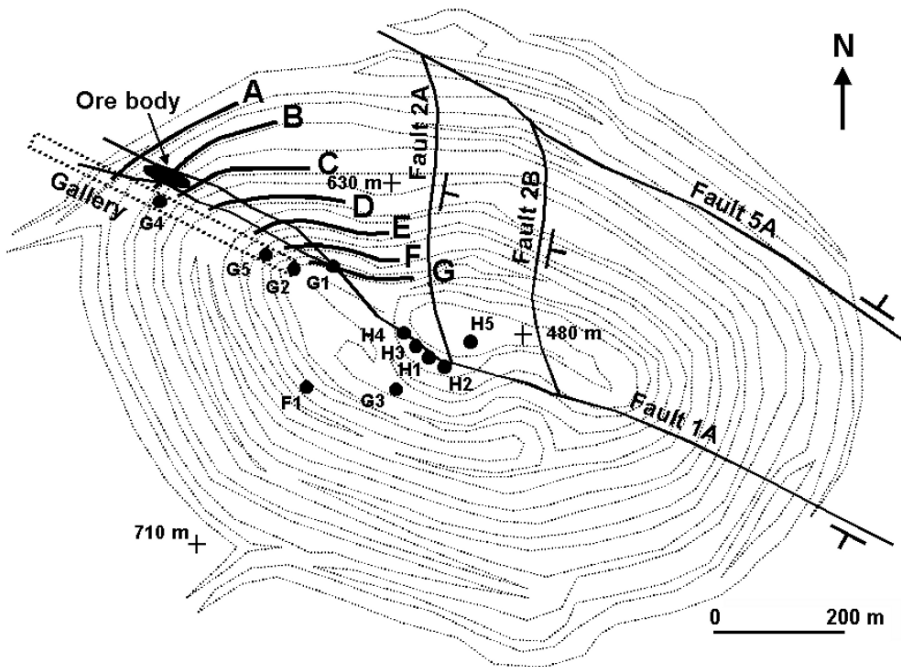 N
A
Ore body
B
C
Fault 2A
630 m
D
Gallery
G4
E
Fault 2B
Fault 5A
F
G5
G2
G1
G
H5
480 m
H4
H3
H1
H2
F1
G3
Fault 1A
710 m
0 200 m